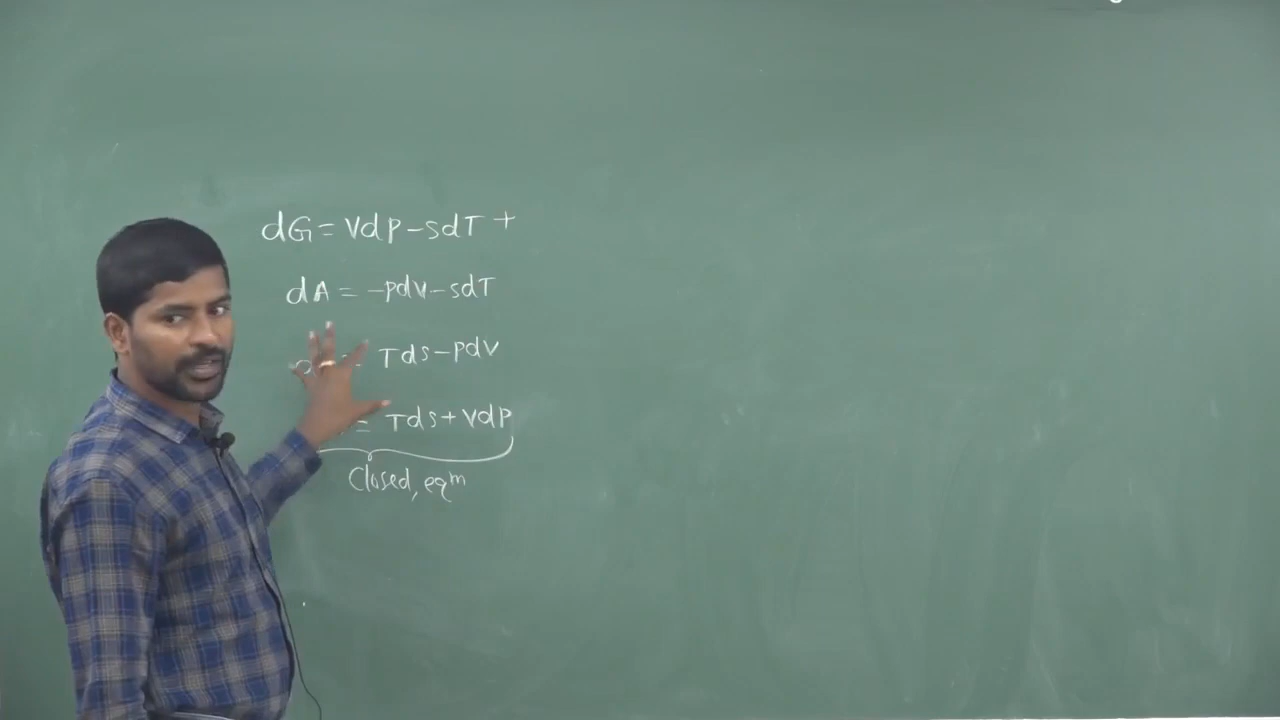 dG = Vdp - SdT +
dA = -pdV - SdT
= Tds - pdV
= Tds + Vdp
Closed, eqm